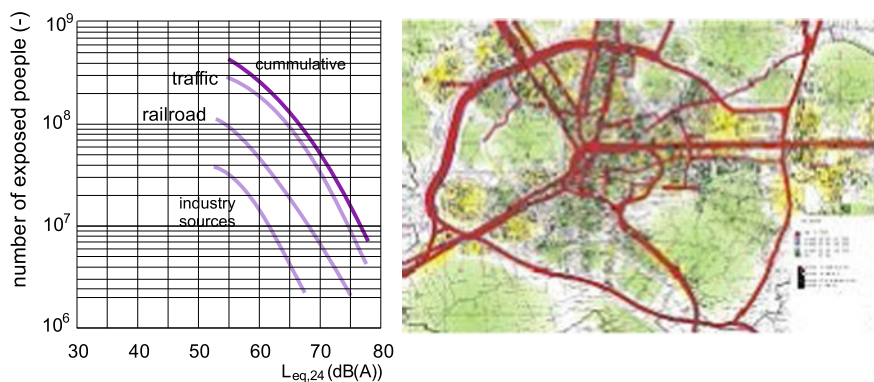 number of exposed poeple (-)
10⁹
10⁸
10⁷
10⁶
cummulative
traffic
railroad
industry
sources
30 40 50 60 70 80
Leq,24 (dB(A))